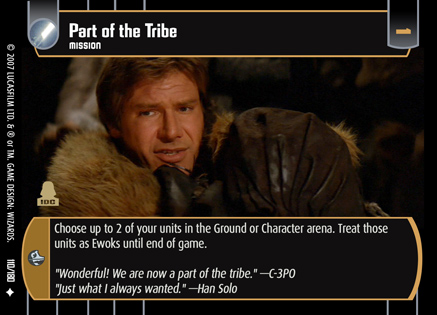 Part of the Tribe
MISSION
1
© 2007 LUCASFILM LTD. & ® or TM. GAME DESIGN: WIZARDS.
110/180
IDC
Choose up to 2 of your units in the Ground or Character arena. Treat those
units as Ewoks until end of game.
"Wonderful! We are now a part of the tribe." —C-3PO
"Just what I always wanted." —Han Solo